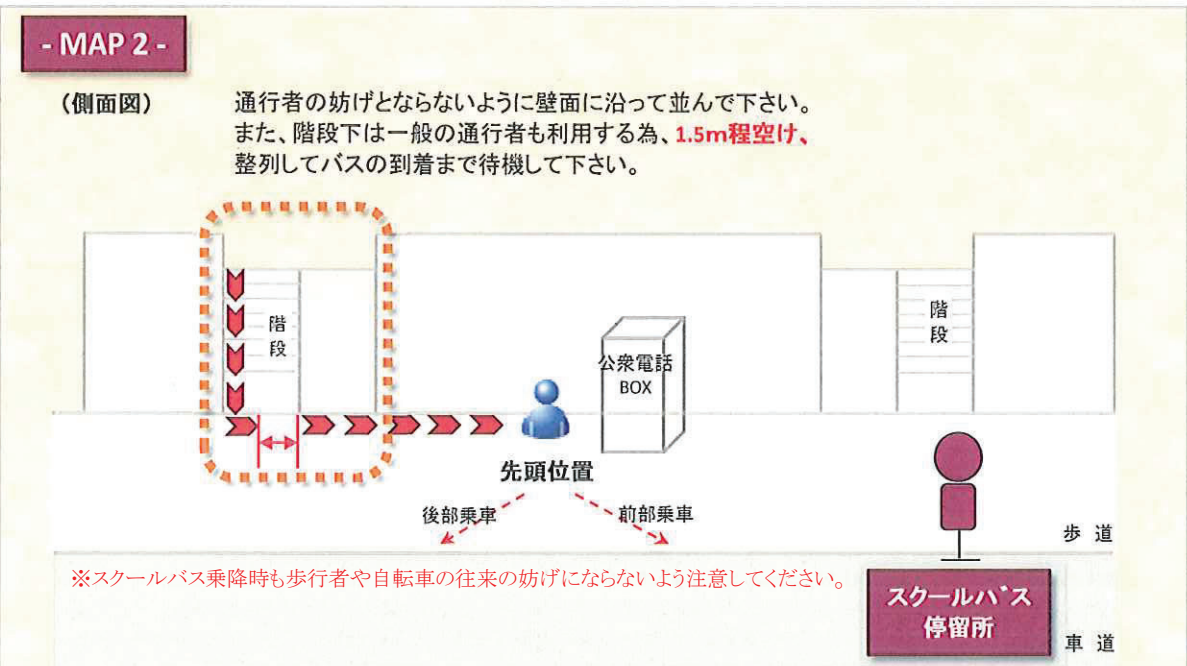 - MAP 2 -
(側面図)
通行者の妨げとならないように壁面に沿って並んで下さい。
また、階段下は一般の通行者も利用する為、1.5m程空け、
整列してバスの到着まで待機して下さい。
階
段
公衆電話
BOX
階
段
先頭位置
後部乗車
前部乗車
歩 道
※スクールバス乗降時も歩行者や自転車の往来の妨げにならないよう注意してください。
スクールバス
停留所
車 道